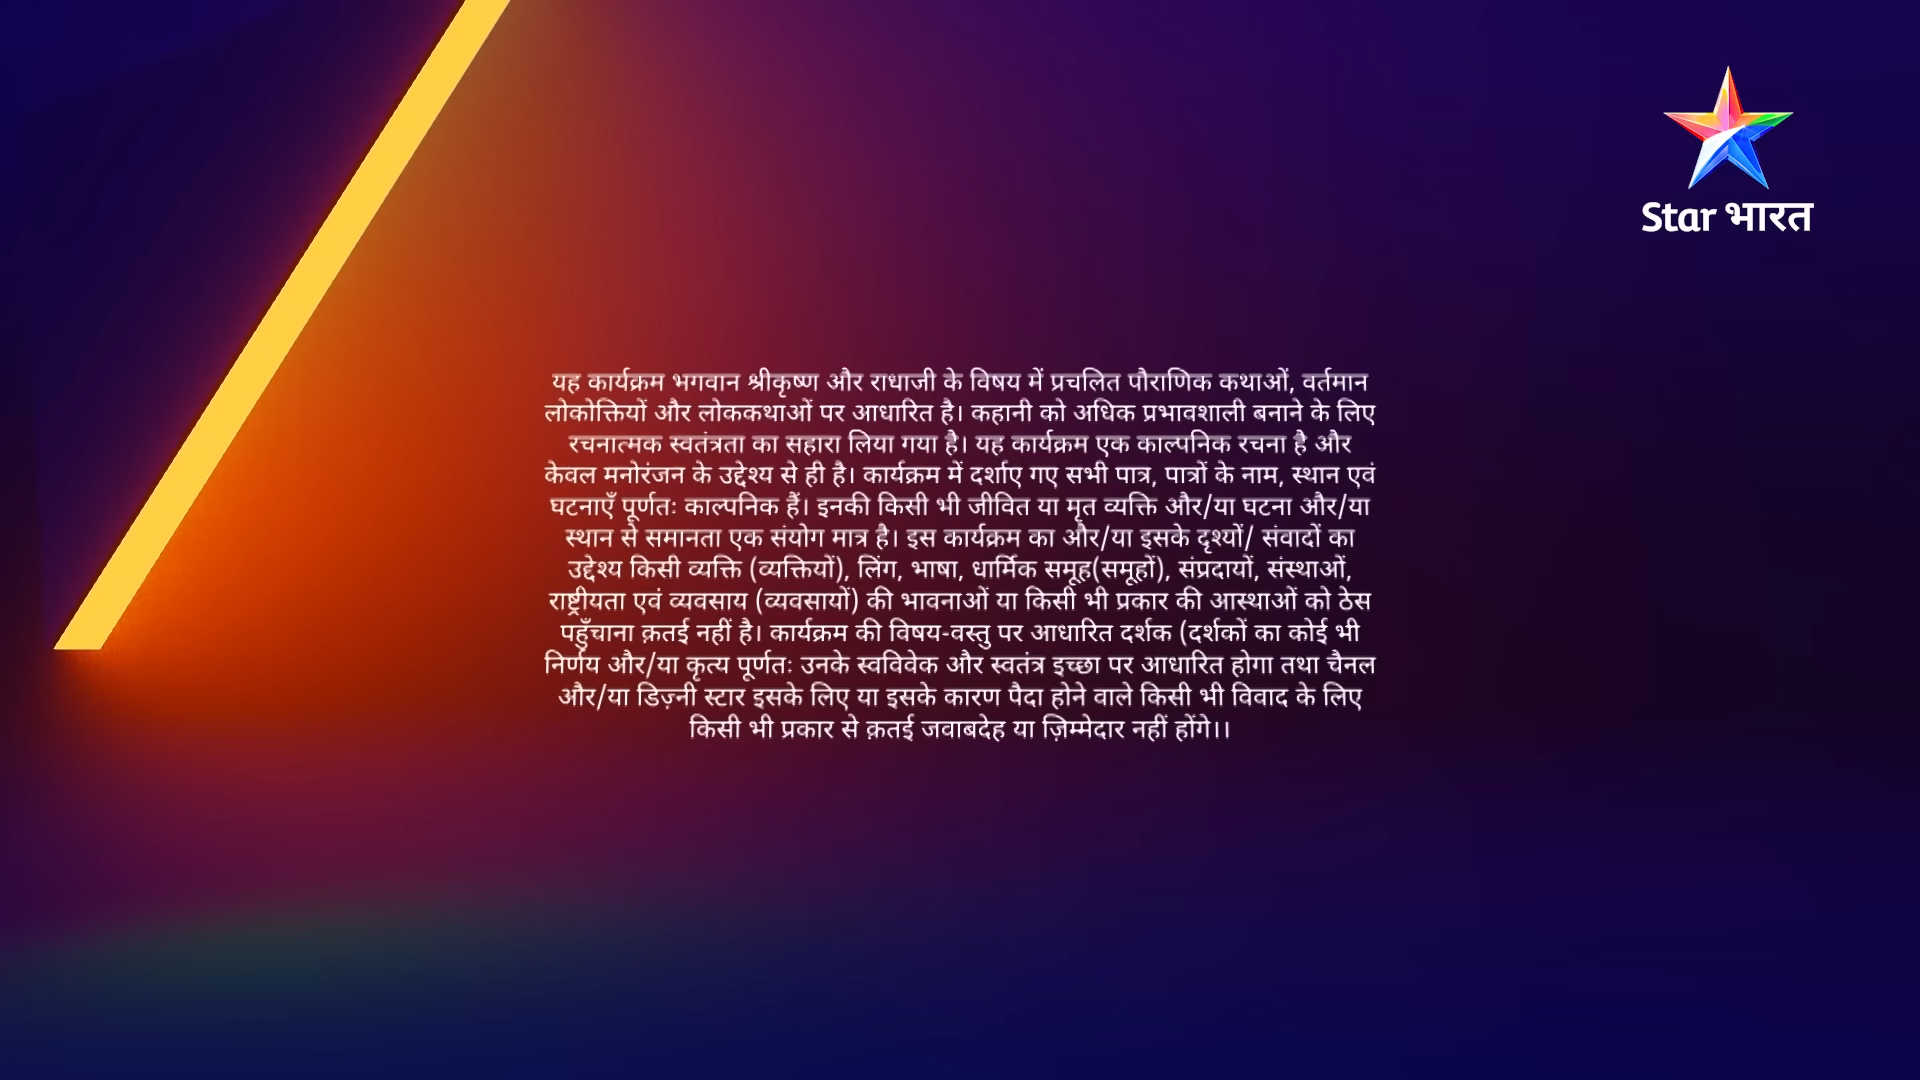 Star भारत
यह कार्यक्रम भगवान श्रीकृष्ण और राधाजी के विषय में प्रचलित पौराणिक कथाओं, वर्तमान
लोकोक्तियों और लोककथाओं पर आधारित है। कहानी को अधिक प्रभावशाली बनाने के लिए
रचनात्मक स्वतंत्रता का सहारा लिया गया है। यह कार्यक्रम एक काल्पनिक रचना है और
केवल मनोरंजन के उद्देश्य से ही है। कार्यक्रम में दर्शाए गए सभी पात्र, पात्रों के नाम, स्थान एवं
घटनाएँ पूर्णतः काल्पनिक हैं। इनकी किसी भी जीवित या मृत व्यक्ति और/या घटना और/या
स्थान से समानता एक संयोग मात्र है। इस कार्यक्रम का और/या इसके दृश्यों/ संवादों का
उद्देश्य किसी व्यक्ति (व्यक्तियों), लिंग, भाषा, धार्मिक समूह(समूहों), संप्रदायों, संस्थाओं,
राष्ट्रीयता एवं व्यवसाय (व्यवसायों) की भावनाओं या किसी भी प्रकार की आस्थाओं को ठेस
पहुँचाना क़तई नहीं है। कार्यक्रम की विषय-वस्तु पर आधारित दर्शक (दर्शकों का कोई भी
निर्णय और/या कृत्य पूर्णतः उनके स्वविवेक और स्वतंत्र इच्छा पर आधारित होगा तथा चैनल
और/या डिज़्नी स्टार इसके लिए या इसके कारण पैदा होने वाले किसी भी विवाद के लिए
किसी भी प्रकार से क़तई जवाबदेह या ज़िम्मेदार नहीं होंगे।।